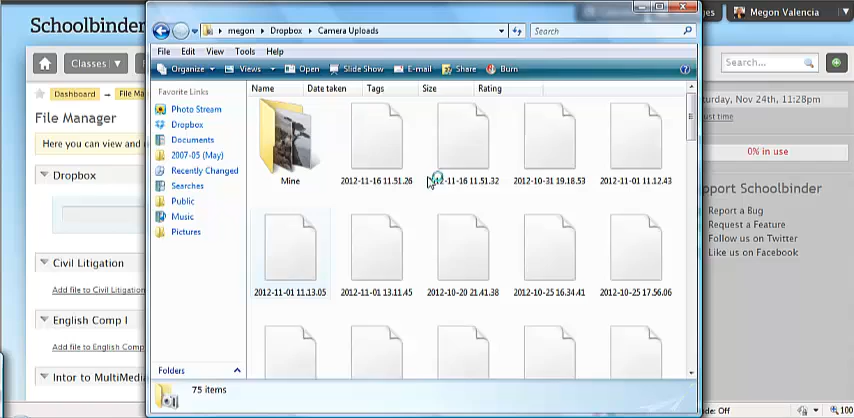 Schoolbinder
Megon Valencia
megon
Dropbox
Camera Uploads
Search
File Edit View Tools Help
Organize Views Open Slide Show E-mail Share Burn
Classes
Search...
Favorite Links
Photo Stream
Dropbox
Documents
2007-05 (May)
Recently Changed
Searches
Public
Music
Pictures
Folders
Name Date taken Tags Size Rating
Mine
2012-11-16 11.51.26
2012-11-16 11.51.32
2012-10-31 19.18.53
2012-11-01 11.12.43
2012-11-01 11.13.05
2012-11-01 13.11.45
2012-10-20 21.41.38
2012-10-25 16.34.41
2012-10-25 17.56.06
75 items
Dashboard File Ma
File Manager
Here you can view and
Dropbox
Civil Litigation
Add file to Civil Litigation
English Comp I
Add file to English Comp
Intor to MultiMedia
turday, Nov 24th, 11:28pm
ust time
0% in use
pport Schoolbinder
Report a Bug
Request a Feature
Follow us on Twitter
Like us on Facebook
de: Off
100